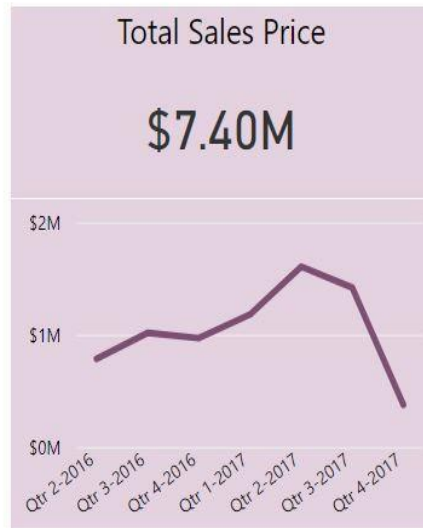 Total Sales Price
$7.40M
$2M
$1M
$0M
Qtr 2-2016
Qtr 3-2016
Qtr 4-2016
Qtr 1-2017
Qtr 2-2017
Qtr 3-2017
Qtr 4-2017